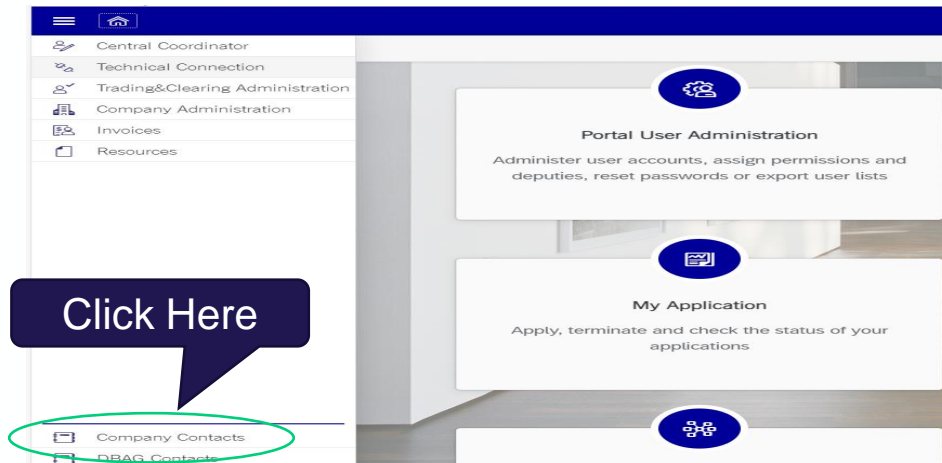 Central Coordinator
Technical Connection
Trading&Clearing Administration
Company Administration
Invoices
Resources
Click Here
Company Contacts
DBAG Contacts
Portal User Administration
Administer user accounts, assign permissions and
deputies, reset passwords or export user lists
My Application
Apply, terminate and check the status of your
applications